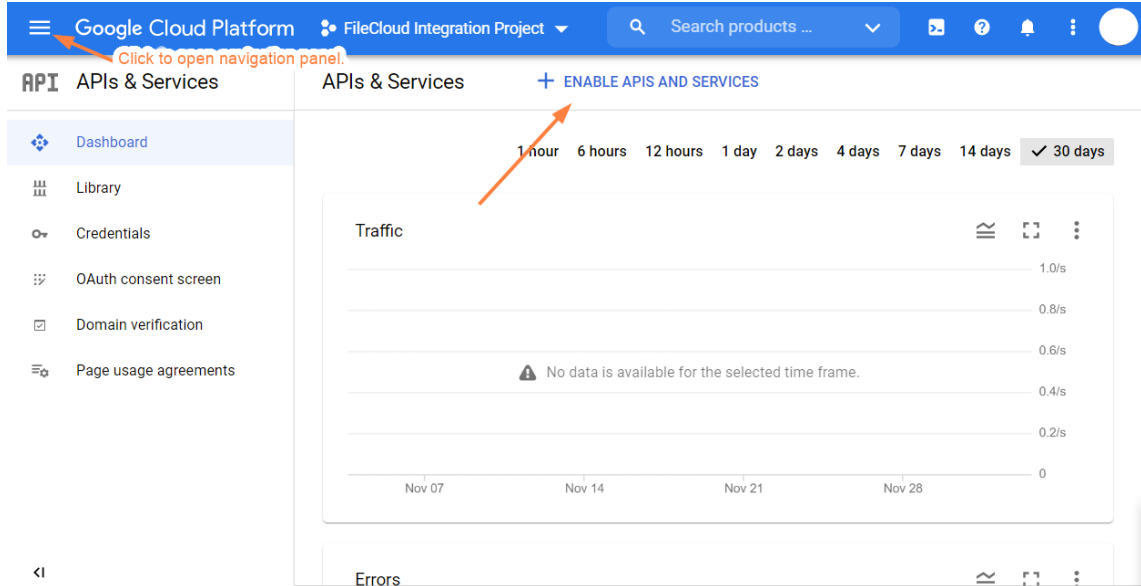 Google Cloud Platform FileCloud Integration Project Search products ...
Click to open navigation panel.
API APIs & Services
APIs & Services + ENABLE APIS AND SERVICES
Dashboard
Library
Credentials
OAuth consent screen
Domain verification
Page usage agreements
1 hour 6 hours 12 hours 1 day 2 days 4 days 7 days 14 days 30 days
Traffic
1.0/s
0.8/s
0.6/s
No data is available for the selected time frame.
0.4/s
0.2/s
0
Nov 07 Nov 14 Nov 21 Nov 28
Errors